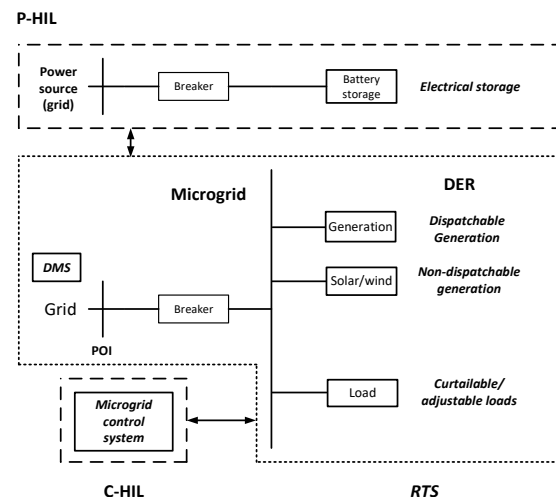 P-HIL
Power
source
(grid)
Breaker
Battery
storage
Electrical storage
Microgrid
DER
Generation
Dispatchable
Generation
DMS
Solar/wind
Non-dispatchable
generation
Grid
Breaker
POI
Microgrid
control
system
Load
Curtailable/
adjustable loads
C-HIL
RTS